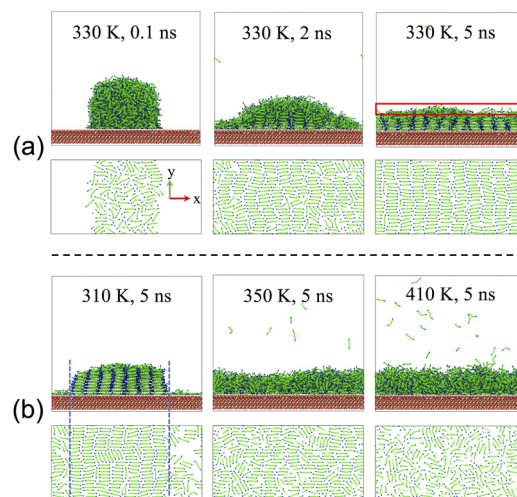 330 K, 0.1 ns
330 K, 2 ns
330 K, 5 ns
(a)
y
x
310 K, 5 ns
350 K, 5 ns
410 K, 5 ns
(b)